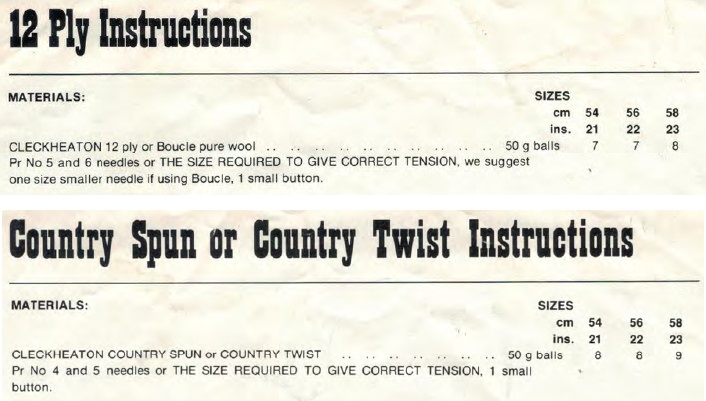 12 Ply Instructions
MATERIALS: SIZES
cm 54 56 58
ins. 21 22 23
CLECKHEATON 12 ply or Boucle pure wool .. .. .. .. .. .. .. .. .. .. 50 g balls 7 7 8
Pr No 5 and 6 needles or THE SIZE REQUIRED TO GIVE CORRECT TENSION, we suggest
one size smaller needle if using Boucle, 1 small button.
Country Spun or Country Twist Instructions
MATERIALS: SIZES
cm 54 56 58
ins. 21 22 23
CLECKHEATON COUNTRY SPUN or COUNTRY TWIST .. .. .. .. .. .. .. 50 g balls 8 8 9
Pr No 4 and 5 needles or THE SIZE REQUIRED TO GIVE CORRECT TENSION, 1 small
button.